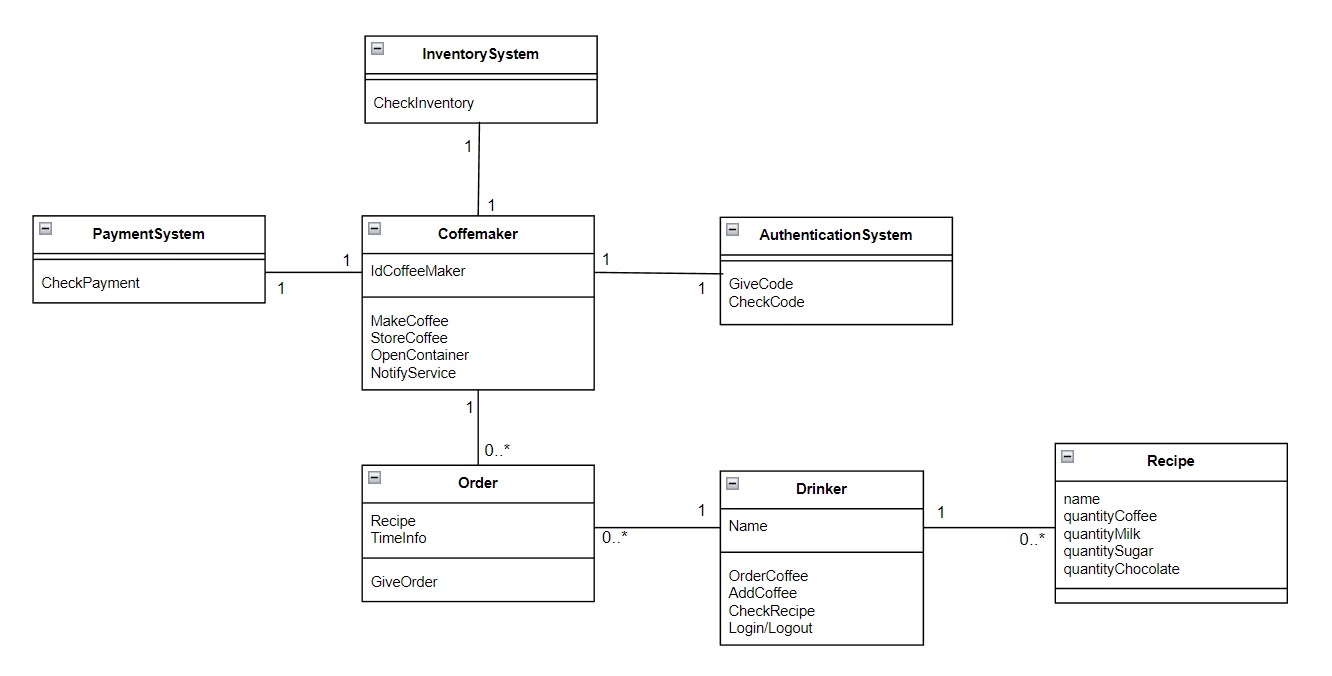 InventorySystem
CheckInventory
1
1
PaymentSystem
CheckPayment
1
1
Coffemaker
IdCoffeeMaker
MakeCoffee
StoreCoffee
OpenContainer
NotifyService
1
1
AuthenticationSystem
GiveCode
CheckCode
1
0..*
Order
Recipe
TimeInfo
GiveOrder
1
0..*
Drinker
Name
OrderCoffee
AddCoffee
CheckRecipe
Login/Logout
1
0..*
Recipe
name
quantityCoffee
quantityMilk
quantitySugar
quantityChocolate